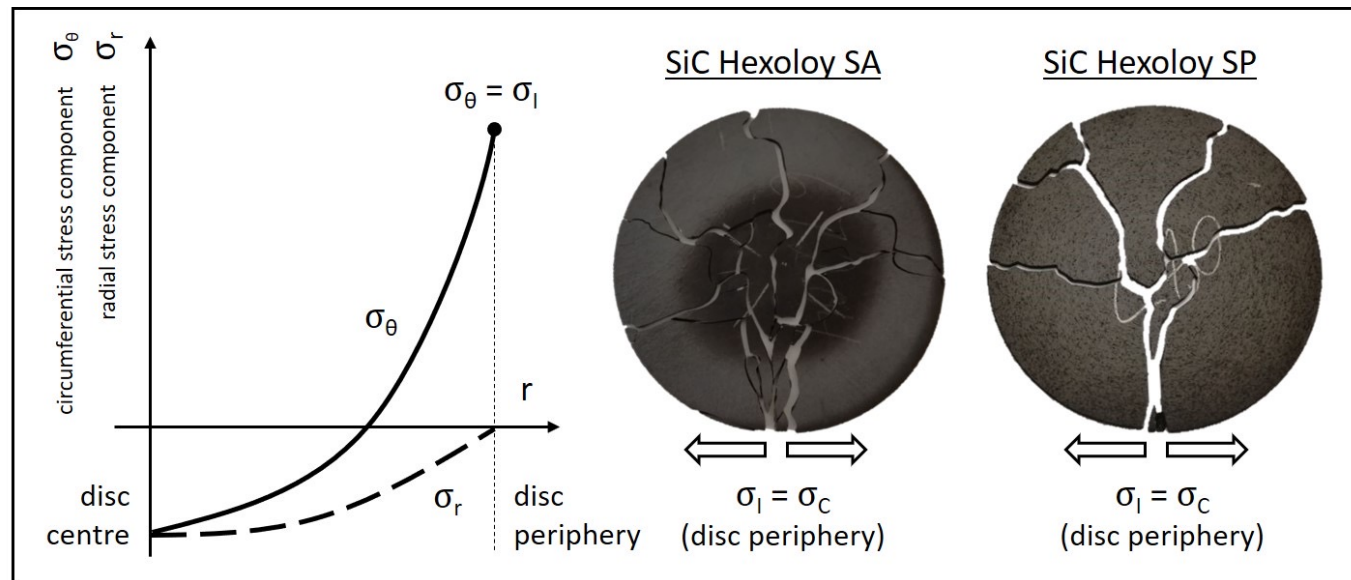 circumferential stress component σθ
radial stress component σr
σθ = σI
σθ
r
σr
disc
centre
disc
periphery
SiC Hexoloy SA
σI = σC
(disc periphery)
SiC Hexoloy SP
σI = σC
(disc periphery)